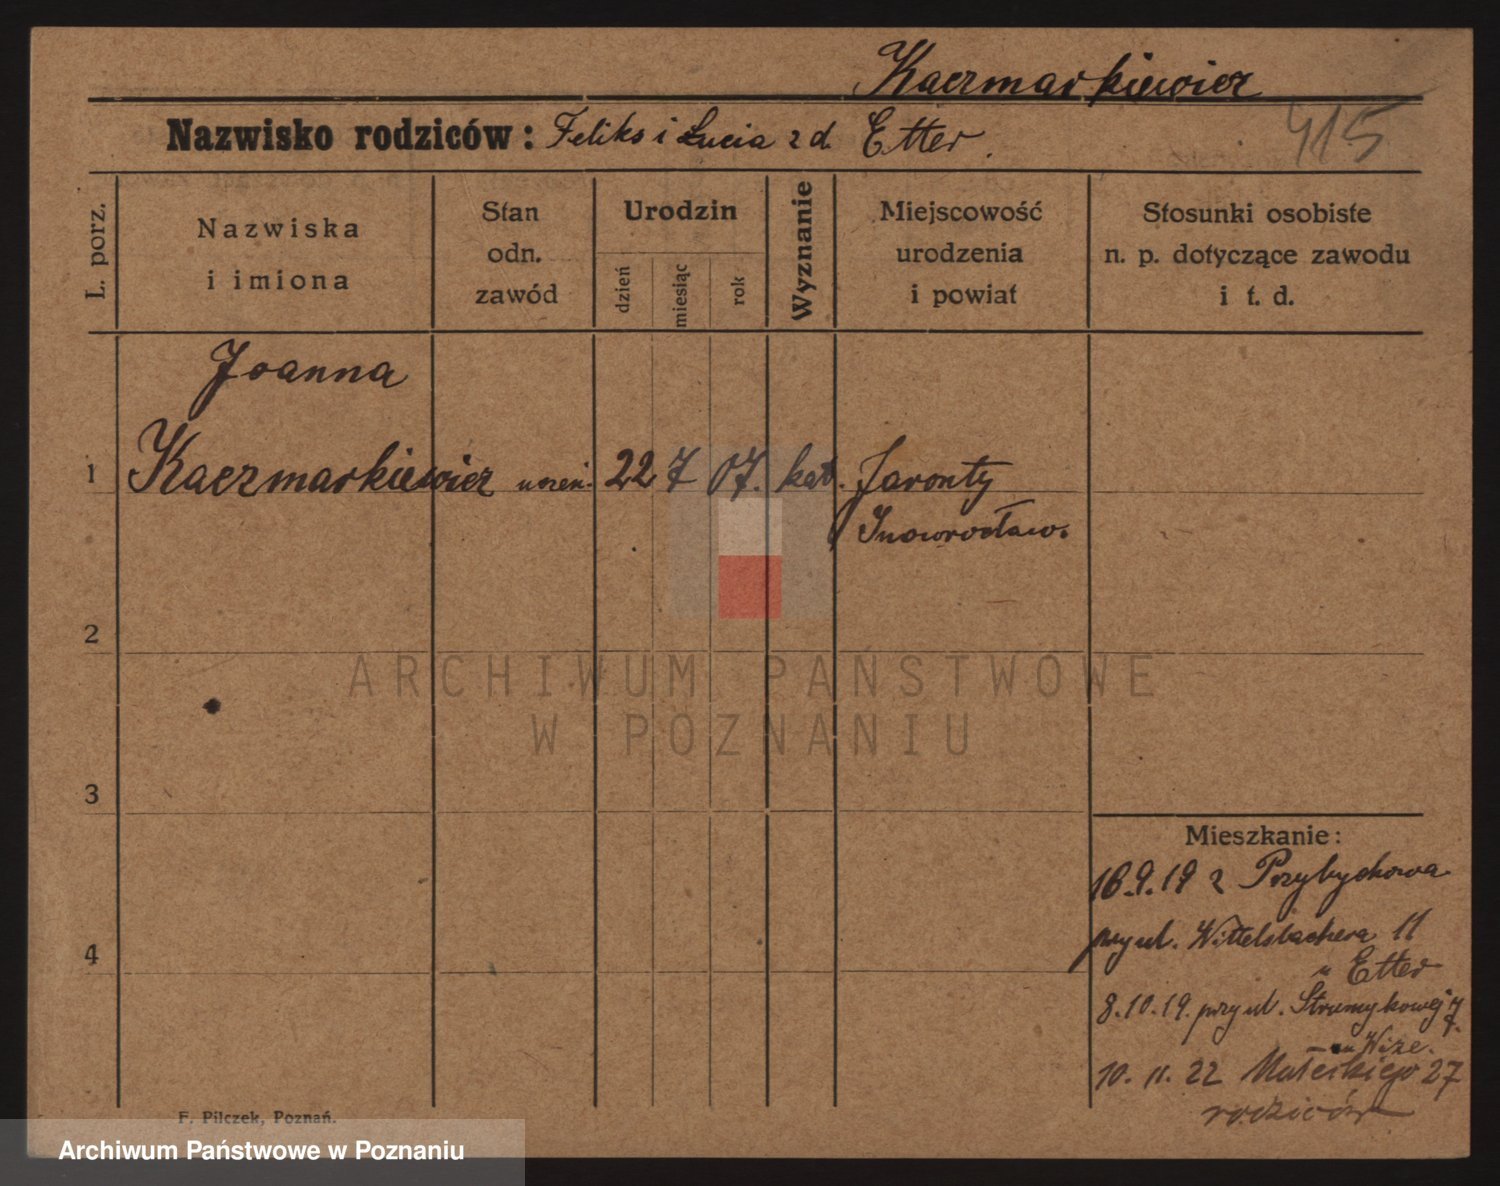 Kaczmarkiewicz
Nazwisko rodziców: Feliks i Łucia z d. Etter.
415
L. porz.
Nazwiska
i imiona
Stan
odn.
zawód
Urodzin
dzień
miesiąc
rok
Wyznanie
Miejscowość
urodzenia
i powiat
Stosunki osobiste
n. p. dotyczące zawodu
i t. d.
Joanna
1 Kaczmarkiewicz uczeń. 22 7 07. kat. Jaronty
Inowrocław.
2
ARCHIWUM PAŃSTWOWE
W POZNANIU
3
Mieszkanie:
16.9.19 z Przybychowa
przy ul. Wittelsbachera 11
u Etter
4
8.10.19. przy ul. Strumykowej 7
u Wize.
10. 11. 22 Małeckiego 27
rodziców
F. Pilczek, Poznań.
Archiwum Państwowe w Poznaniu